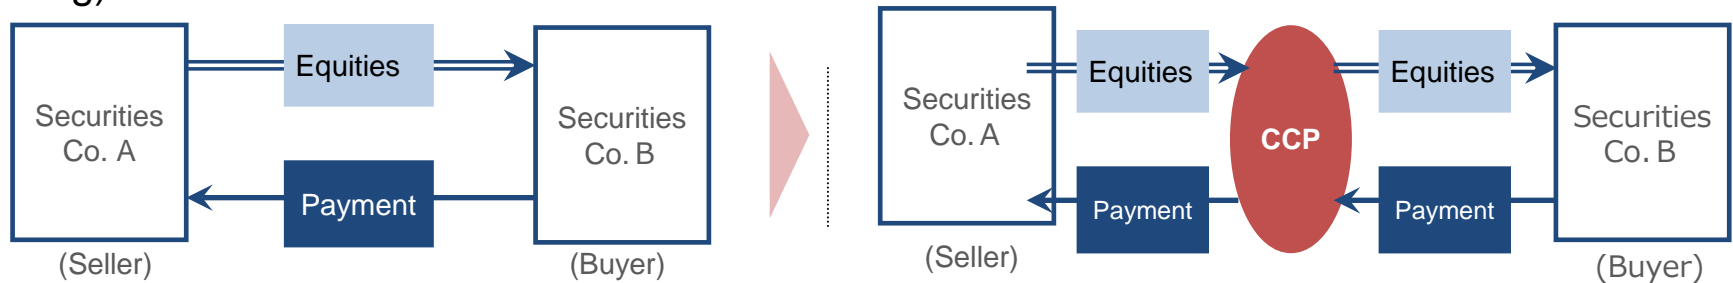 g)
Securities
Co. A
(Seller)
Equities
Payment
Securities
Co. B
(Buyer)
Securities
Co. A
(Seller)
Equities
Payment
CCP
Equities
Payment
Securities
Co. B
(Buyer)